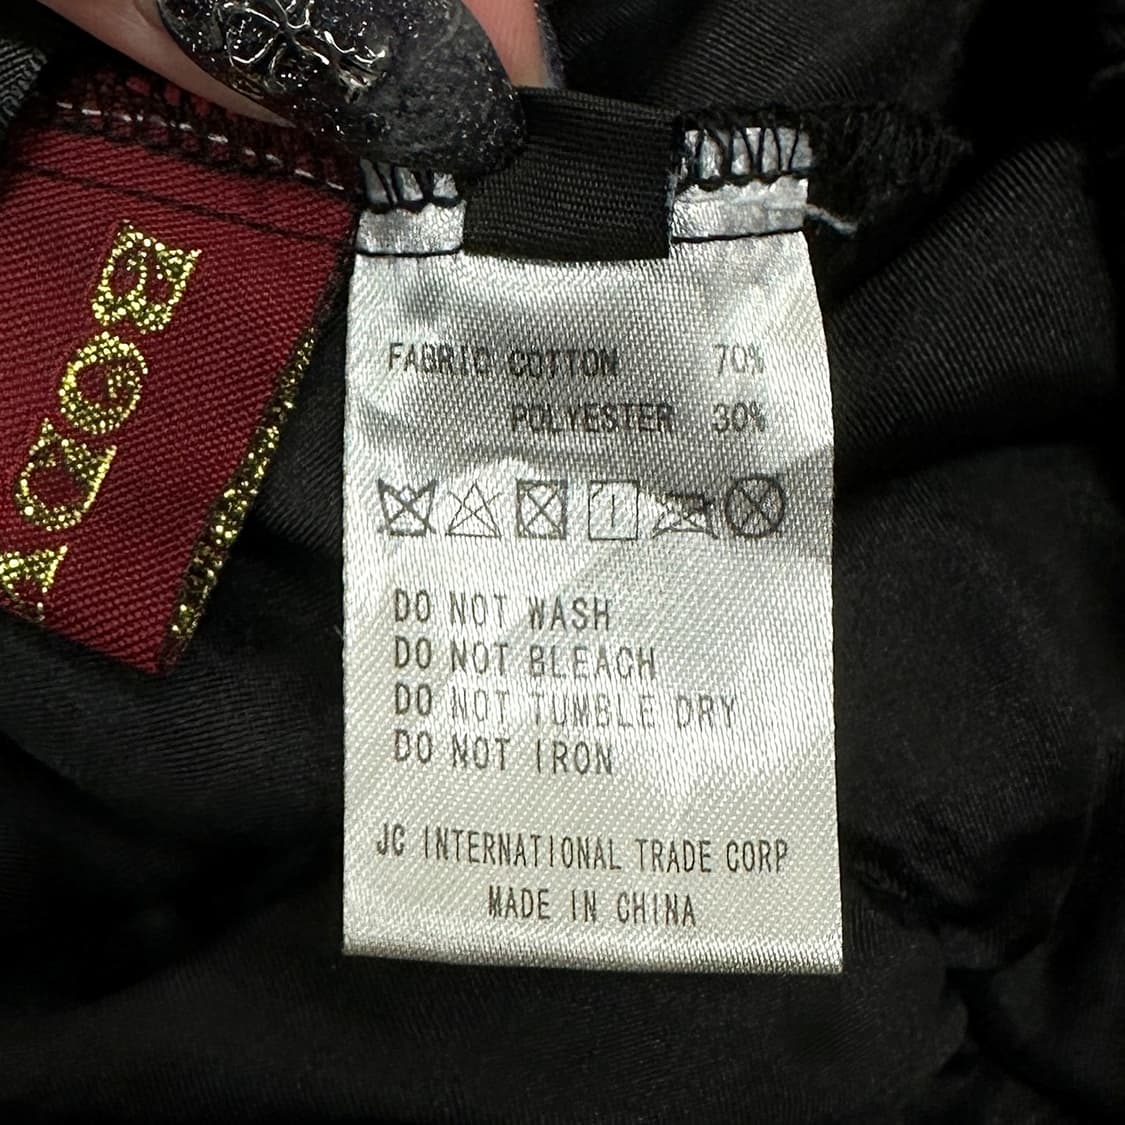 BODY
FABRIC COTTON 70%
POLYESTER 30%
DO NOT WASH
DO NOT BLEACH
DO NOT TUMBLE DRY
DO NOT IRON
JC INTERNATIONAL TRADE CORP
MADE IN CHINA